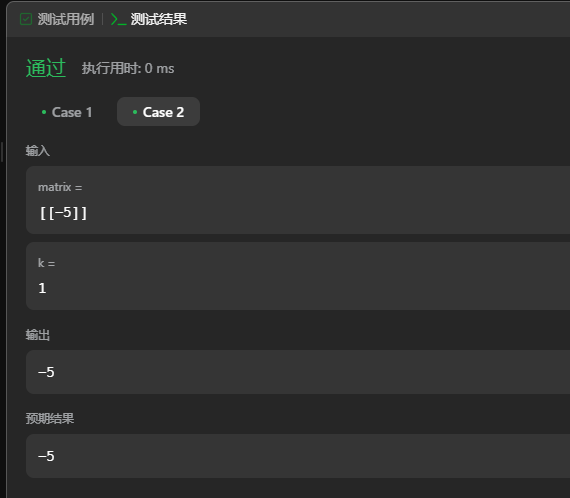 测试用例 | >_ 测试结果
通过 执行用时: 0 ms
• Case 1 • Case 2
输入
matrix =
[[-5]]
k =
1
输出
-5
预期结果
-5